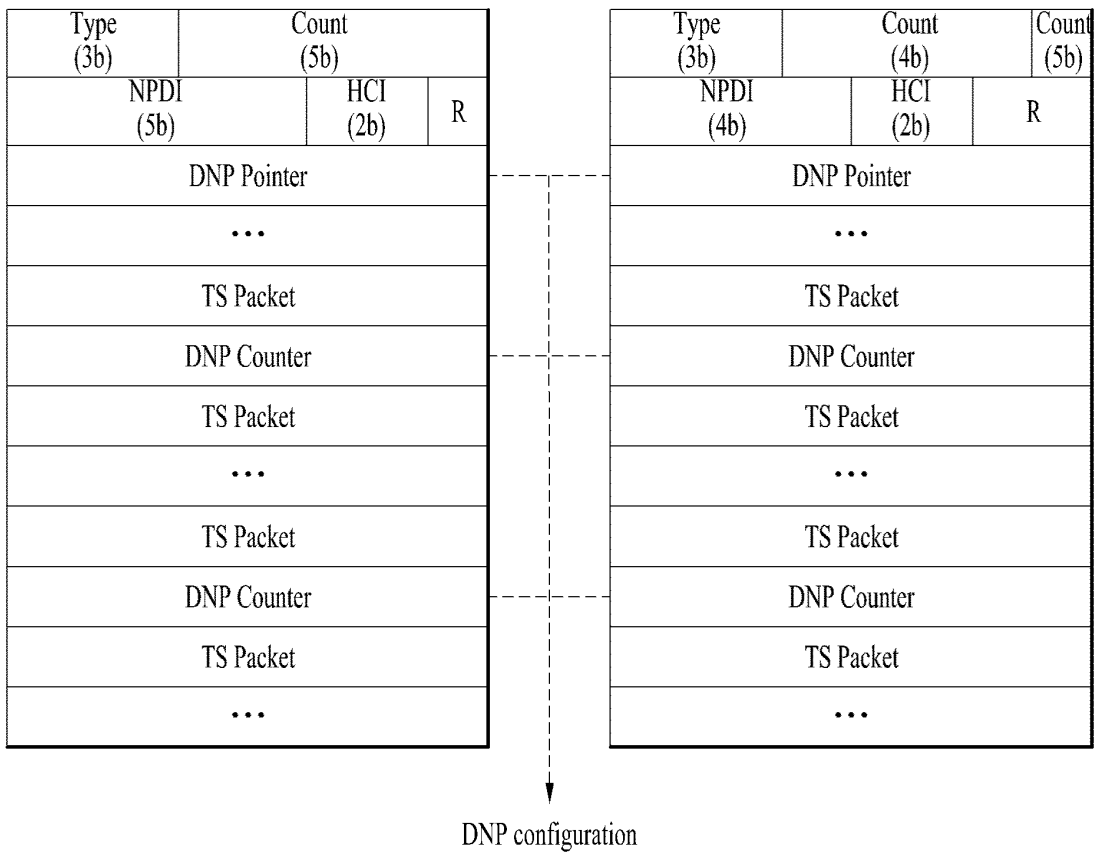 Type Count Type Count Count
(3b) (5b) (3b) (4b) (5b)
NPDI HCI R NPDI HCI R
(5b) (2b) (4b) (2b)
DNP Pointer DNP Pointer
••• •••
TS Packet TS Packet
DNP Counter DNP Counter
TS Packet TS Packet
••• •••
TS Packet TS Packet
DNP Counter DNP Counter
TS Packet TS Packet
••• •••
DNP configuration